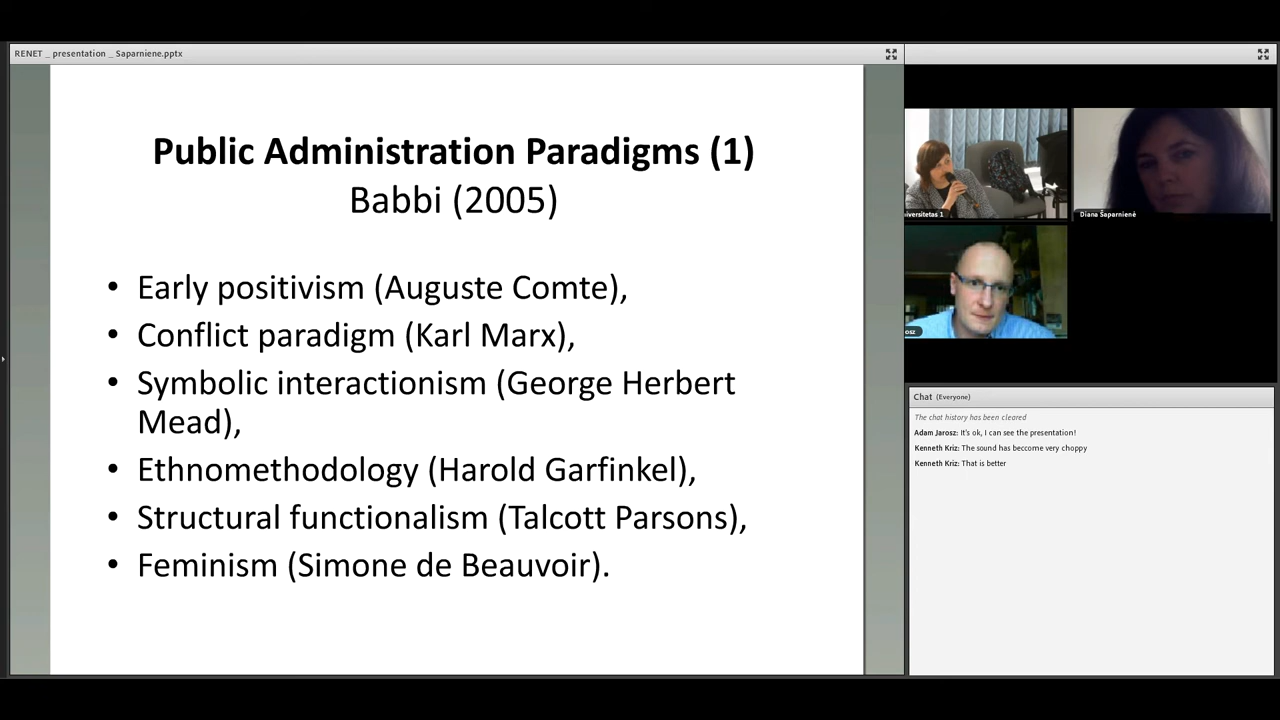 RENET _ presentation _ Saparniene.pptx
Public Administration Paradigms (1)
Babbi (2005)
• Early positivism (Auguste Comte),
• Conflict paradigm (Karl Marx),
• Symbolic interactionism (George Herbert
Mead),
• Ethnomethodology (Harold Garfinkel),
• Structural functionalism (Talcott Parsons),
• Feminism (Simone de Beauvoir).
niversitetas 1
Diana Šaparnienė
osz
Chat (Everyone)
The chat history has been cleared
Adam Jarosz: It's ok, I can see the presentation!
Kenneth Kriz: The sound has beccome very choppy
Kenneth Kriz: That is better